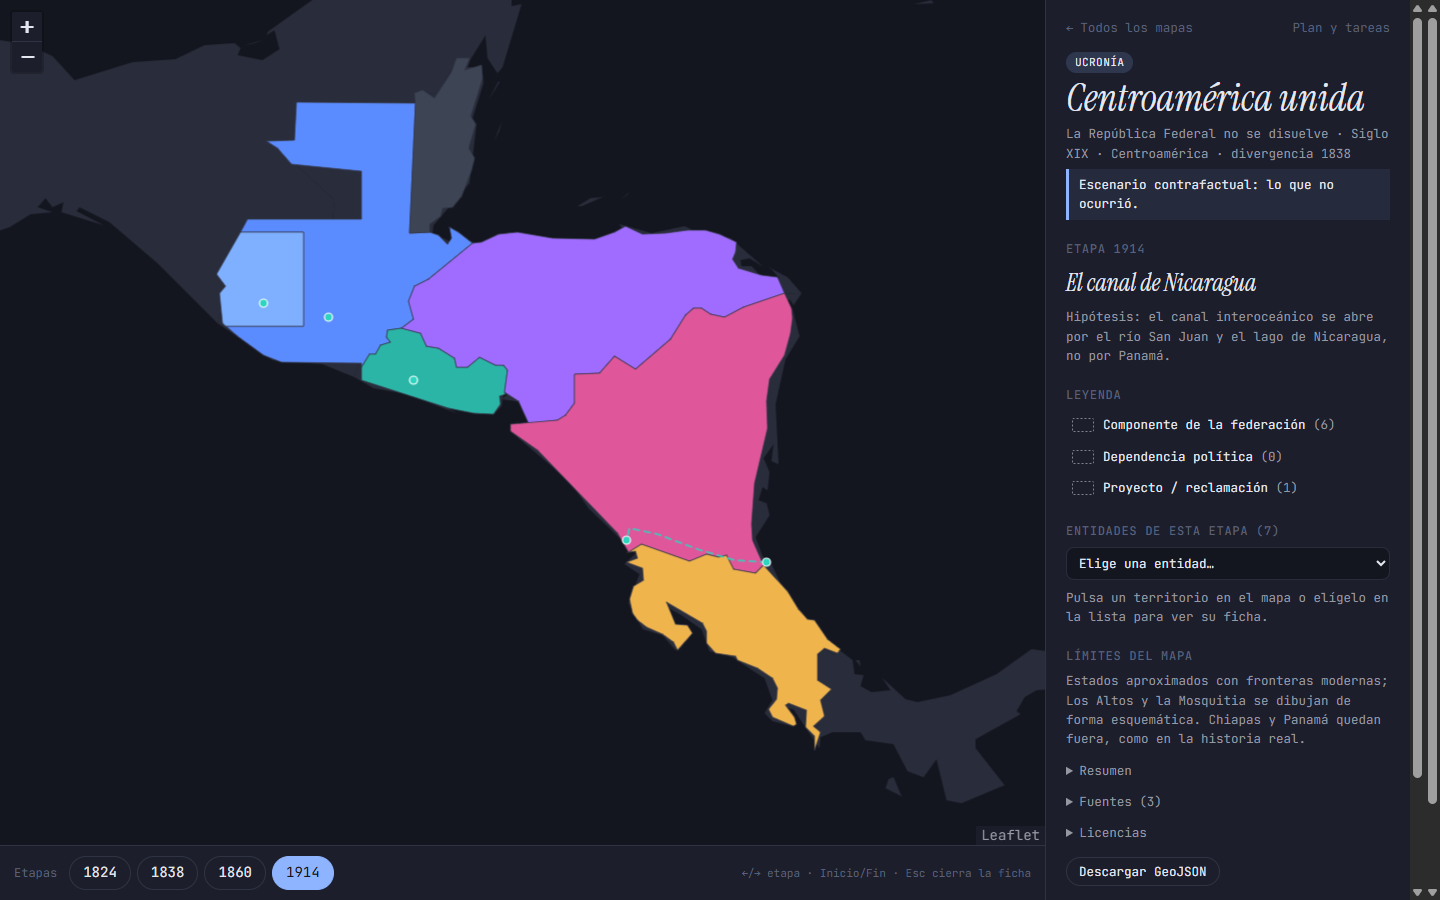 +
−
← Todos los mapas
Plan y tareas
UCRONÍA
Centroamérica unida
La República Federal no se disuelve · Siglo
XIX · Centroamérica · divergencia 1838
Escenario contrafactual: lo que no
ocurrió.
ETAPA 1914
El canal de Nicaragua
Hipótesis: el canal interoceánico se abre
por el río San Juan y el lago de Nicaragua,
no por Panamá.
LEYENDA
Componente de la federación (6)
Dependencia política (0)
Proyecto / reclamación (1)
ENTIDADES DE ESTA ETAPA (7)
Elige una entidad…
Pulsa un territorio en el mapa o elígelo en
la lista para ver su ficha.
LÍMITES DEL MAPA
Estados aproximados con fronteras modernas;
Los Altos y la Mosquitia se dibujan de
forma esquemática. Chiapas y Panamá quedan
fuera, como en la historia real.
▶ Resumen
▶ Fuentes (3)
▶ Licencias
Descargar GeoJSON
Leaflet
Etapas 1824 1838 1860 1914
←/→ etapa · Inicio/Fin · Esc cierra la ficha